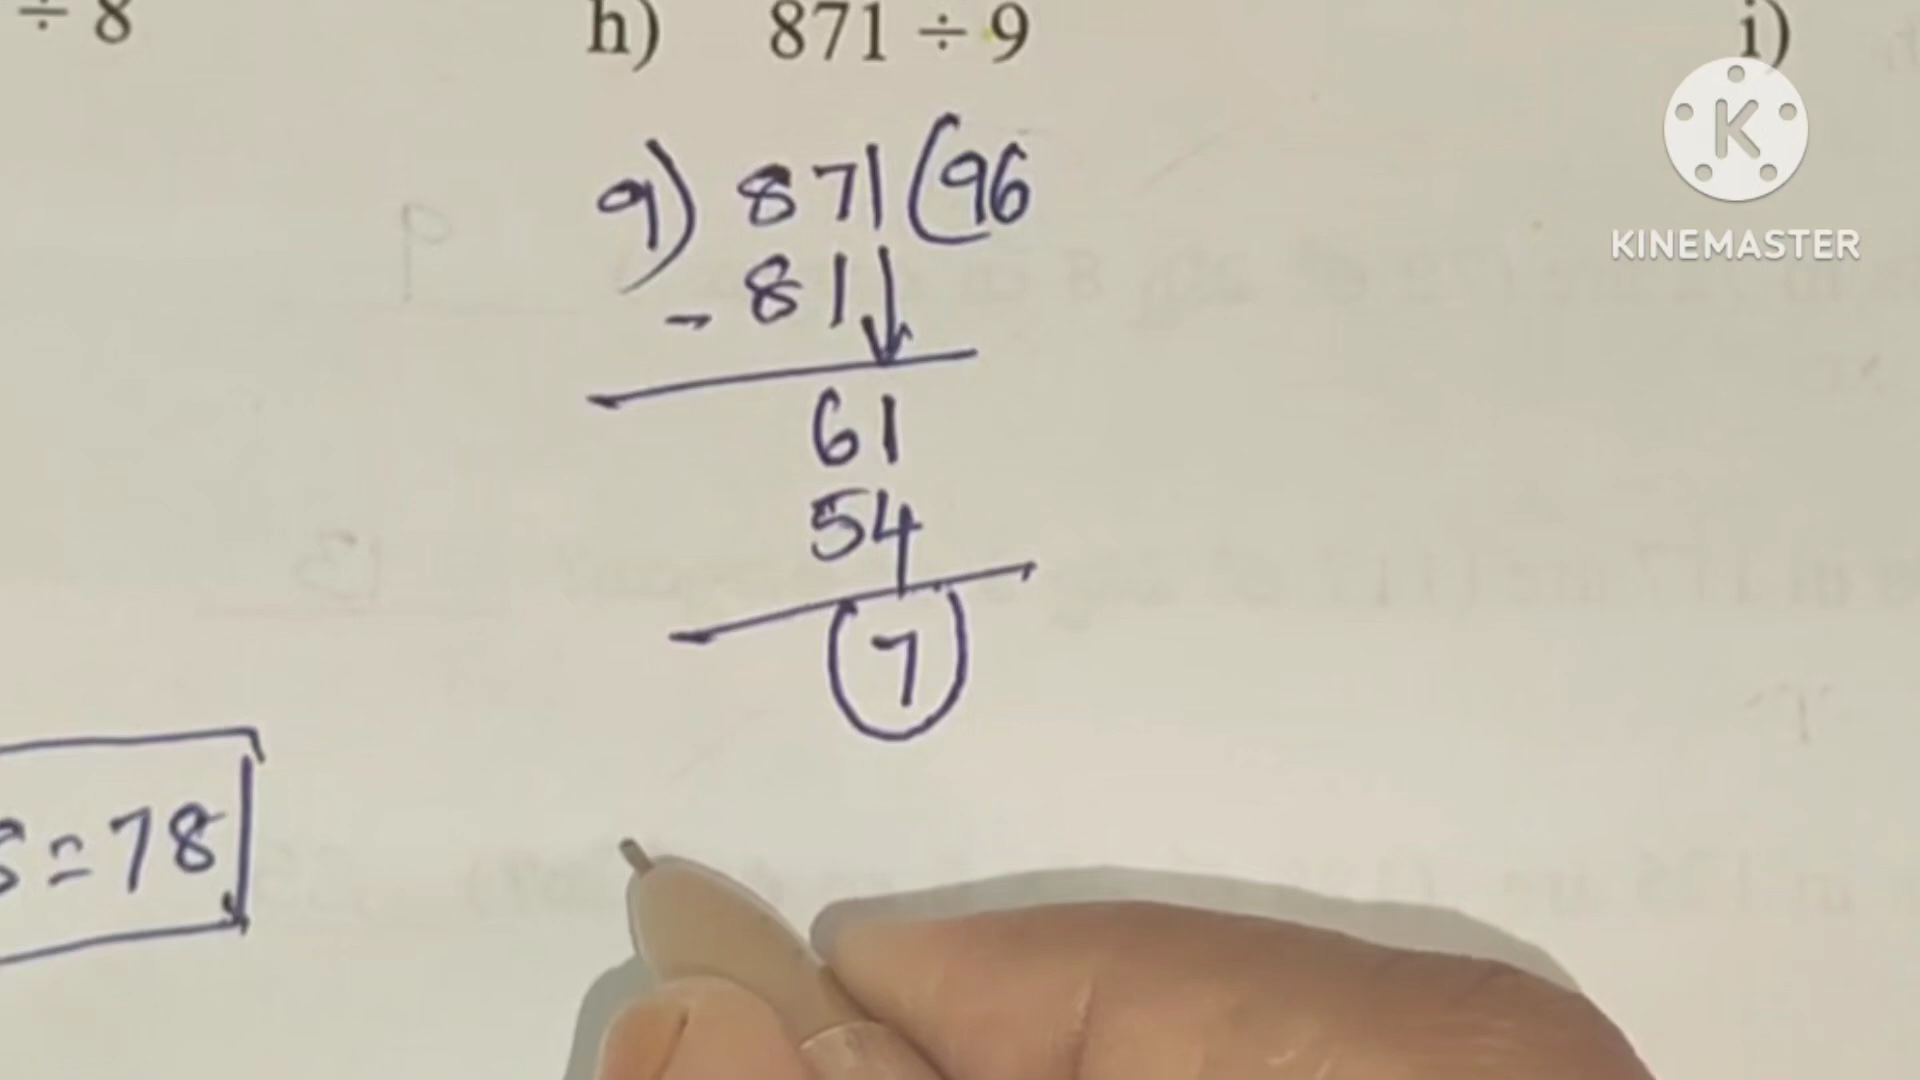 ÷ 8
h) 871 ÷ 9
i)
KINEMASTER
9) 871 (96
- 81
61
54
7
= 78